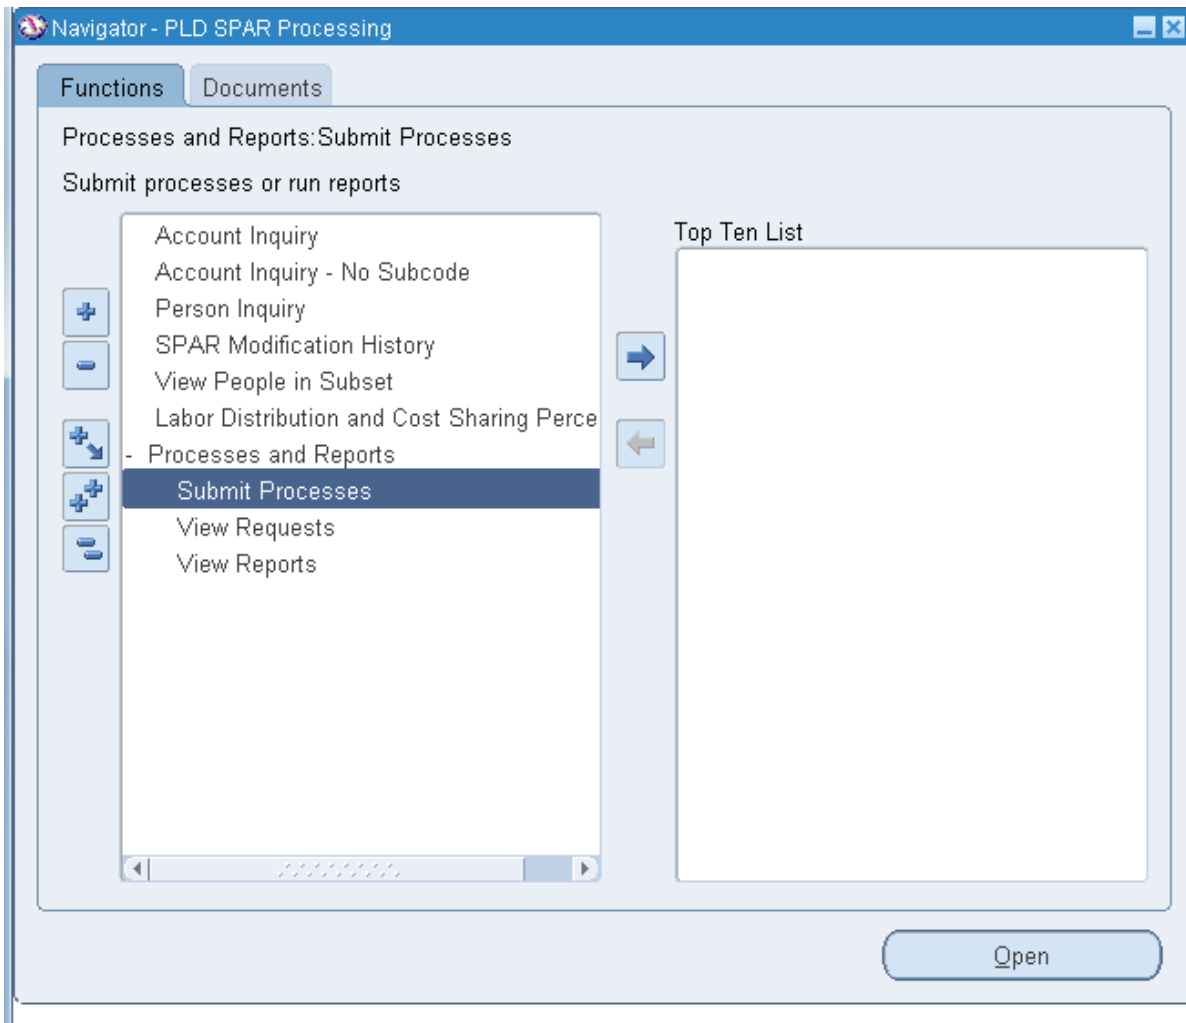 Navigator - PLD SPAR Processing
Functions
Documents
Processes and Reports:Submit Processes
Submit processes or run reports
Account Inquiry
Account Inquiry - No Subcode
Person Inquiry
SPAR Modification History
View People in Subset
Labor Distribution and Cost Sharing Perce
- Processes and Reports
Submit Processes
View Requests
View Reports
Top Ten List
Open